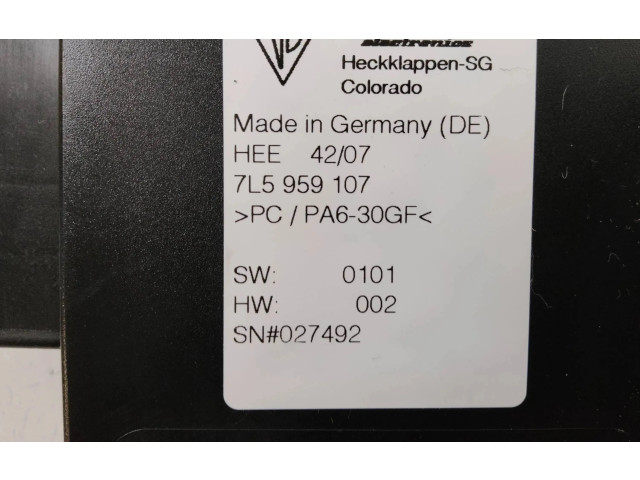 electronics
Heckklappen-SG
Colorado
Made in Germany (DE)
HEE 42/07
7L5 959 107
>PC / PA6-30GF<
SW: 0101
HW: 002
SN#027492